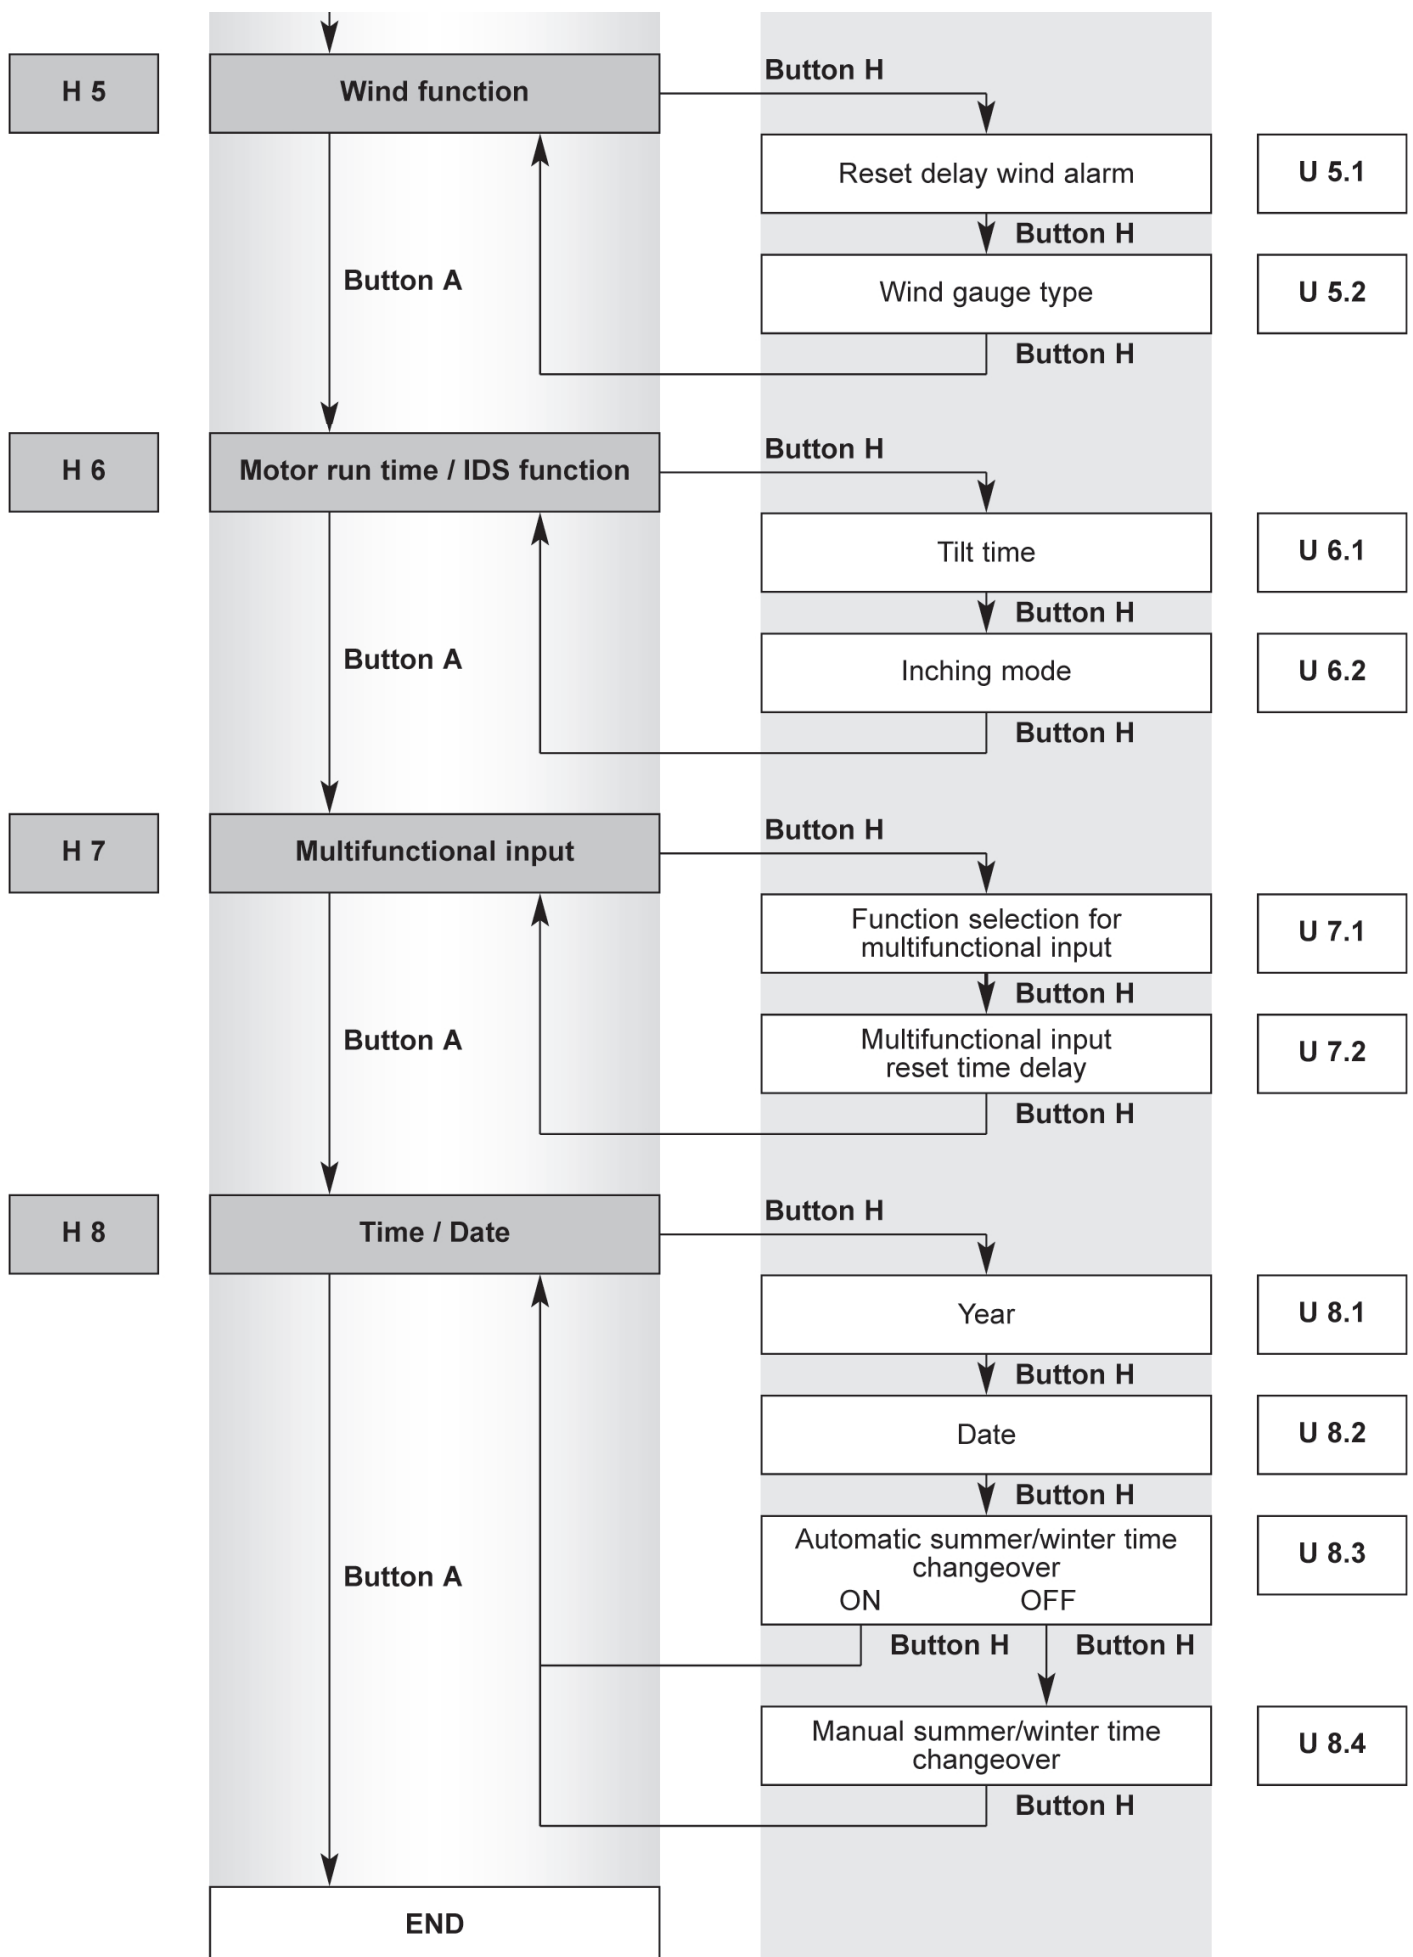 H 5
Wind function
Button H
Reset delay wind alarm
U 5.1
Button H
Button A
Wind gauge type
U 5.2
Button H
H 6
Motor run time / IDS function
Button H
Tilt time
U 6.1
Button H
Button A
Inching mode
U 6.2
Button H
H 7
Multifunctional input
Button H
Function selection for
multifunctional input
U 7.1
Button H
Button A
Multifunctional input
reset time delay
U 7.2
Button H
H 8
Time / Date
Button H
Year
U 8.1
Button H
Date
U 8.2
Button H
Automatic summer/winter time
changeover
ON OFF
U 8.3
Button A
Button H Button H
Manual summer/winter time
changeover
U 8.4
Button H
END